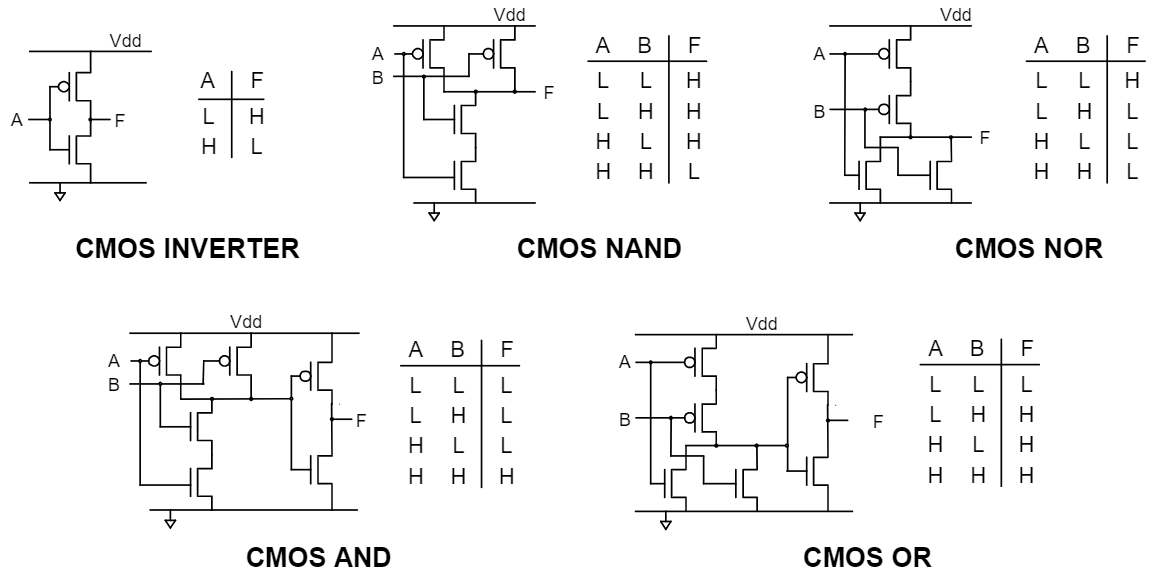 Vdd
A
F
A F
L H
H L
CMOS INVERTER
Vdd
A
B
F
A B F
L L H
L H H
H L H
H H L
CMOS NAND
Vdd
A
B
F
A B F
L L H
L H L
H L L
H H L
CMOS NOR
Vdd
A
B
F
A B F
L L L
L H L
H L L
H H H
CMOS AND
Vdd
A
B
F
A B F
L L L
L H H
H L H
H H H
CMOS OR